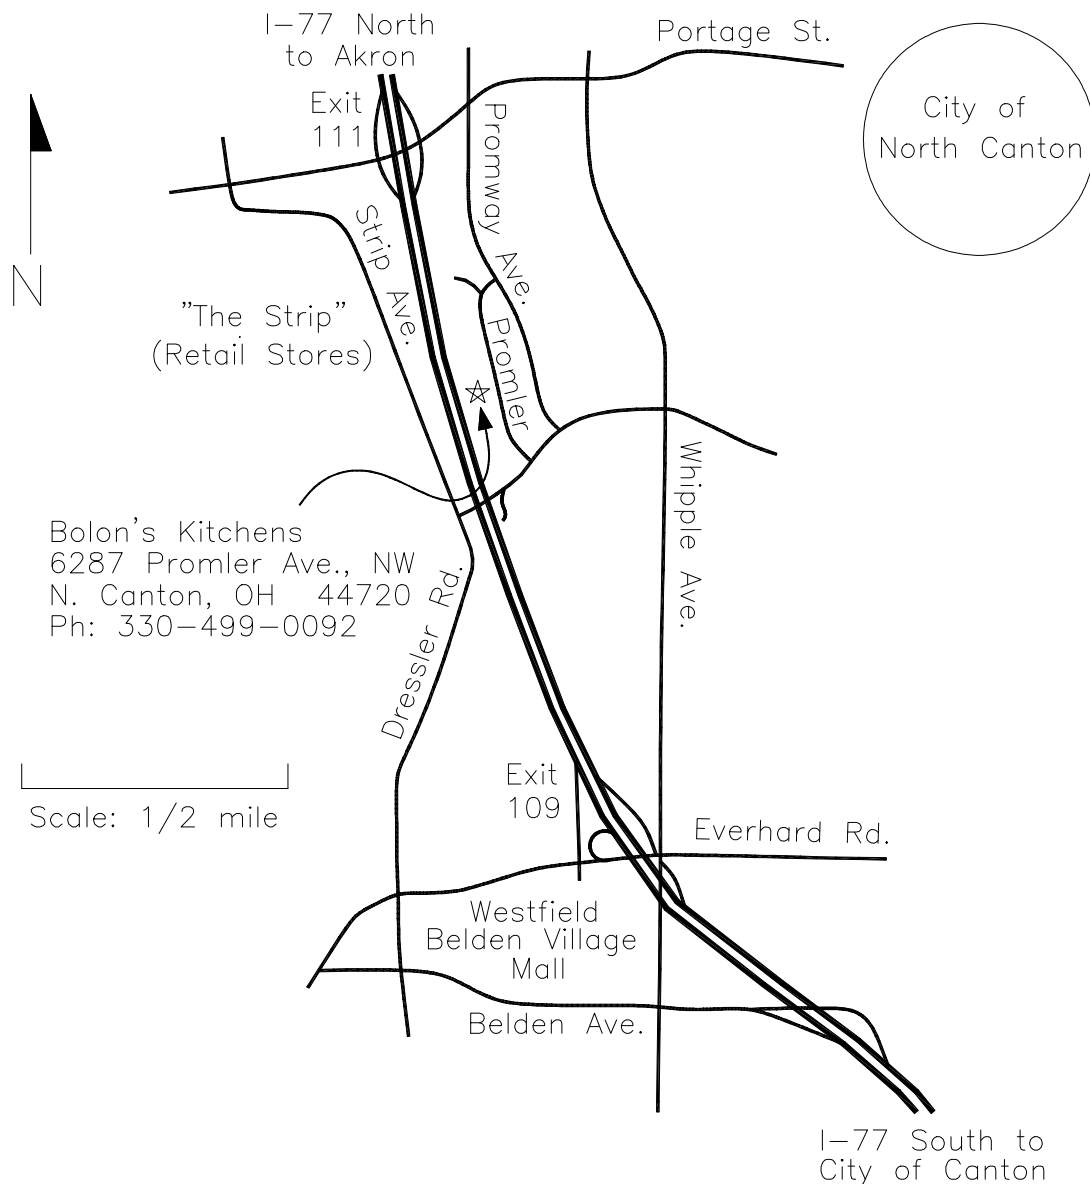 I-77 North
to Akron
Portage St.
Exit
111
City of
North Canton
Promway Ave.
Strip Ave.
N
"The Strip"
(Retail Stores)
Promler
Whipple Ave.
Bolon's Kitchens
6287 Promler Ave., NW
N. Canton, OH 44720
Ph: 330-499-0092
Dressler Rd.
Exit
109
Scale: 1/2 mile
Everhard Rd.
Westfield
Belden Village
Mall
Belden Ave.
I-77 South to
City of Canton